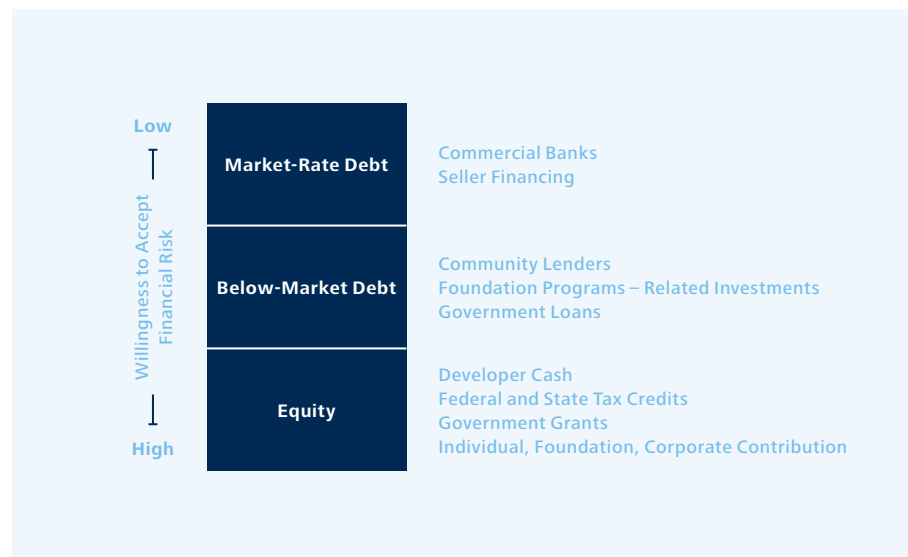 Low
Willingness to Accept
Financial Risk
High
Market-Rate Debt
Commercial Banks
Seller Financing
Below-Market Debt
Community Lenders
Foundation Programs – Related Investments
Government Loans
Equity
Developer Cash
Federal and State Tax Credits
Government Grants
Individual, Foundation, Corporate Contribution